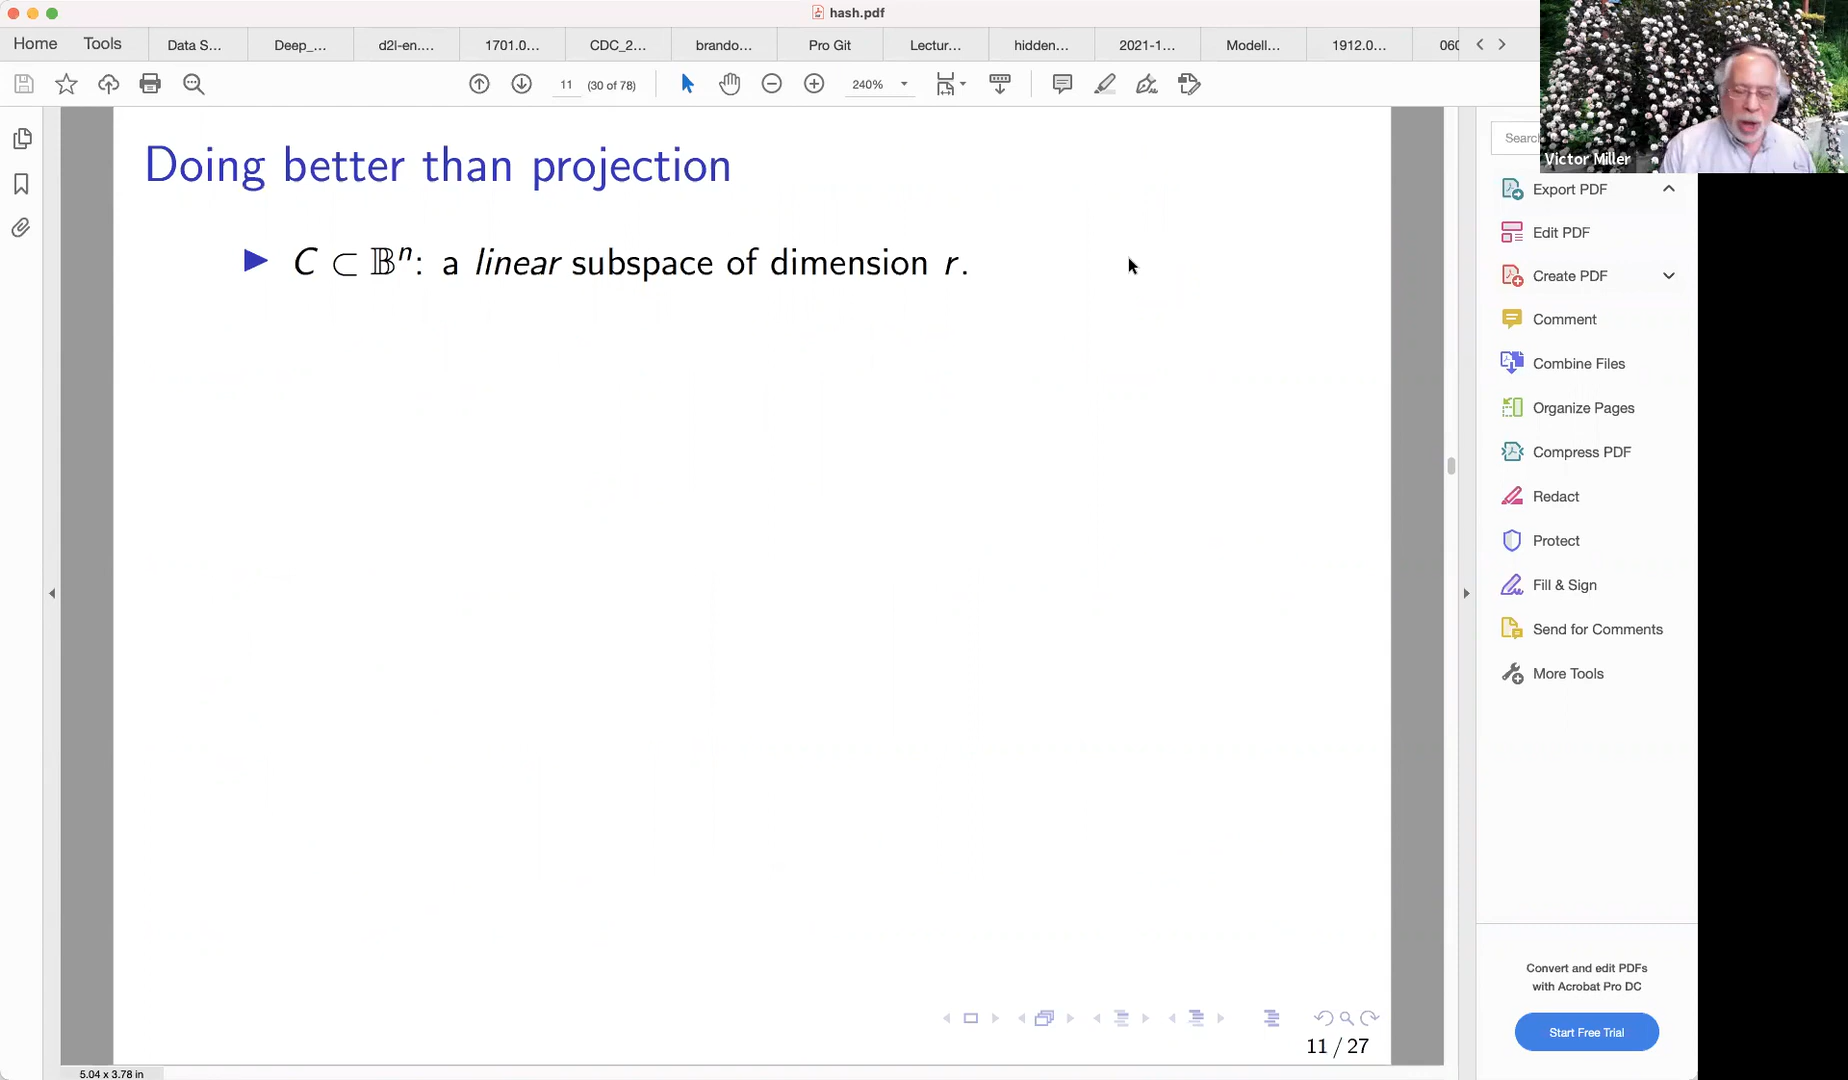 hash.pdf
Home Tools Data S... Deep_... d2l-en.... 1701.0... CDC_2... brando... Pro Git Lectur... hidden... 2021-1... Modell... 1912.0... 060
11 (30 of 78) 240%
Doing better than projection
▶ C ⊂ 𝔹ⁿ: a linear subspace of dimension r.
11 / 27
5.04 x 3.78 in
Victor Miller
Searc
Export PDF
Edit PDF
Create PDF
Comment
Combine Files
Organize Pages
Compress PDF
Redact
Protect
Fill & Sign
Send for Comments
More Tools
Convert and edit PDFs
with Acrobat Pro DC
Start Free Trial